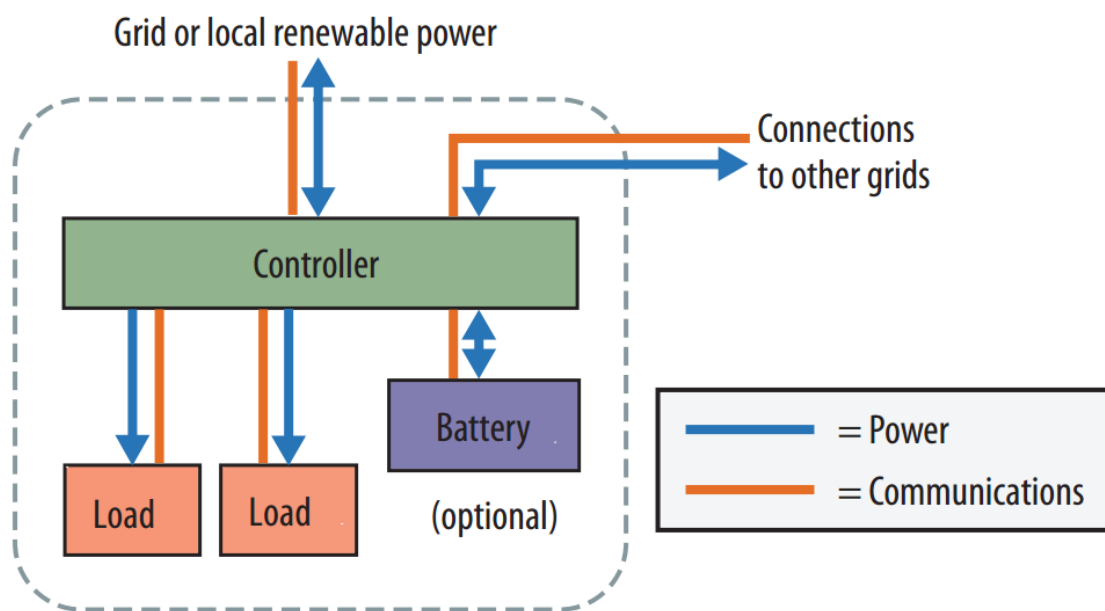 Grid or local renewable power
Connections
to other grids
Controller
Battery
(optional)
Load
Load
= Power
= Communications